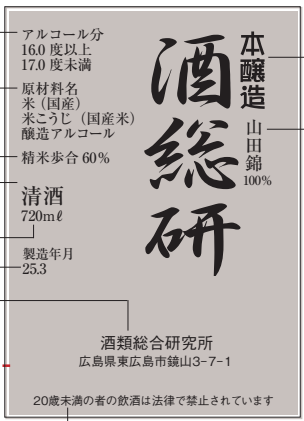 本醸造
酒総研
山田錦
100%
アルコール分
16.0 度以上
17.0 度未満
原材料名
米（国産）
米こうじ（国産米）
醸造アルコール
精米歩合 60%
清酒
720mℓ
製造年月
25.3
酒類総合研究所
広島県東広島市鏡山3-7-1
20歳未満の者の飲酒は法律で禁止されています